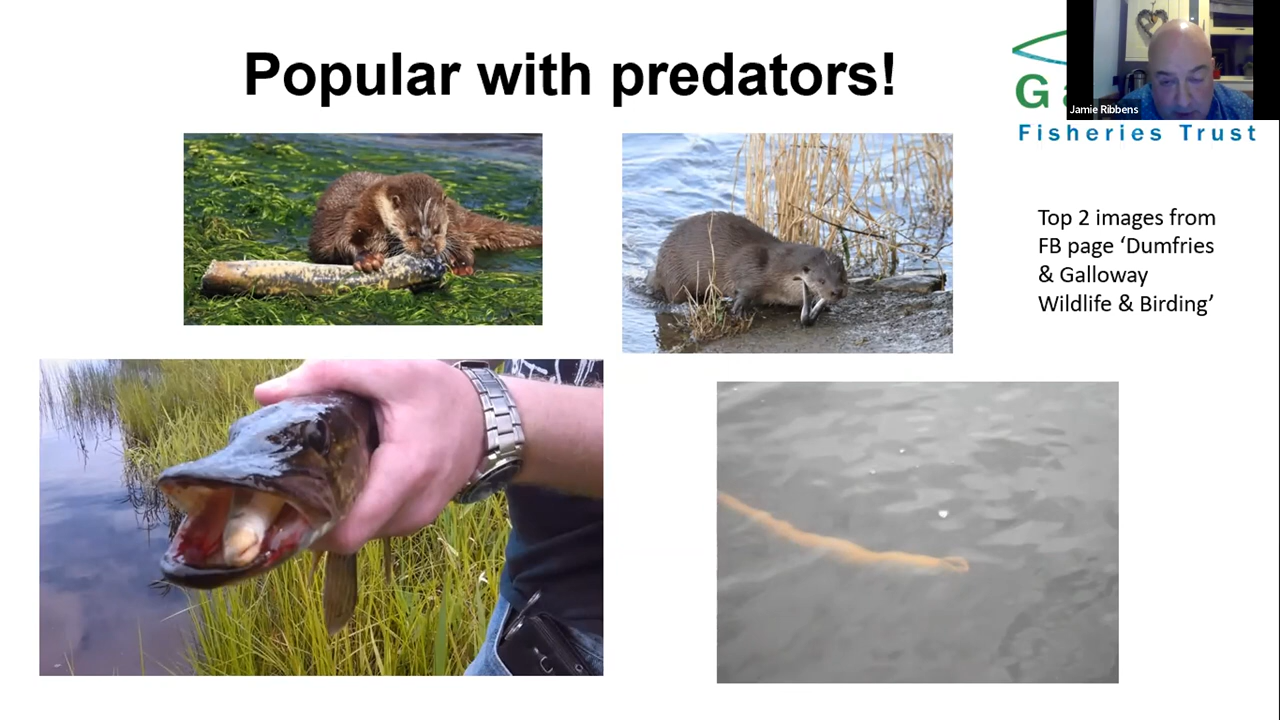 Popular with predators!
Jamie Ribbens
Fisheries Trust
Top 2 images from
FB page ‘Dumfries
& Galloway
Wildlife & Birding’